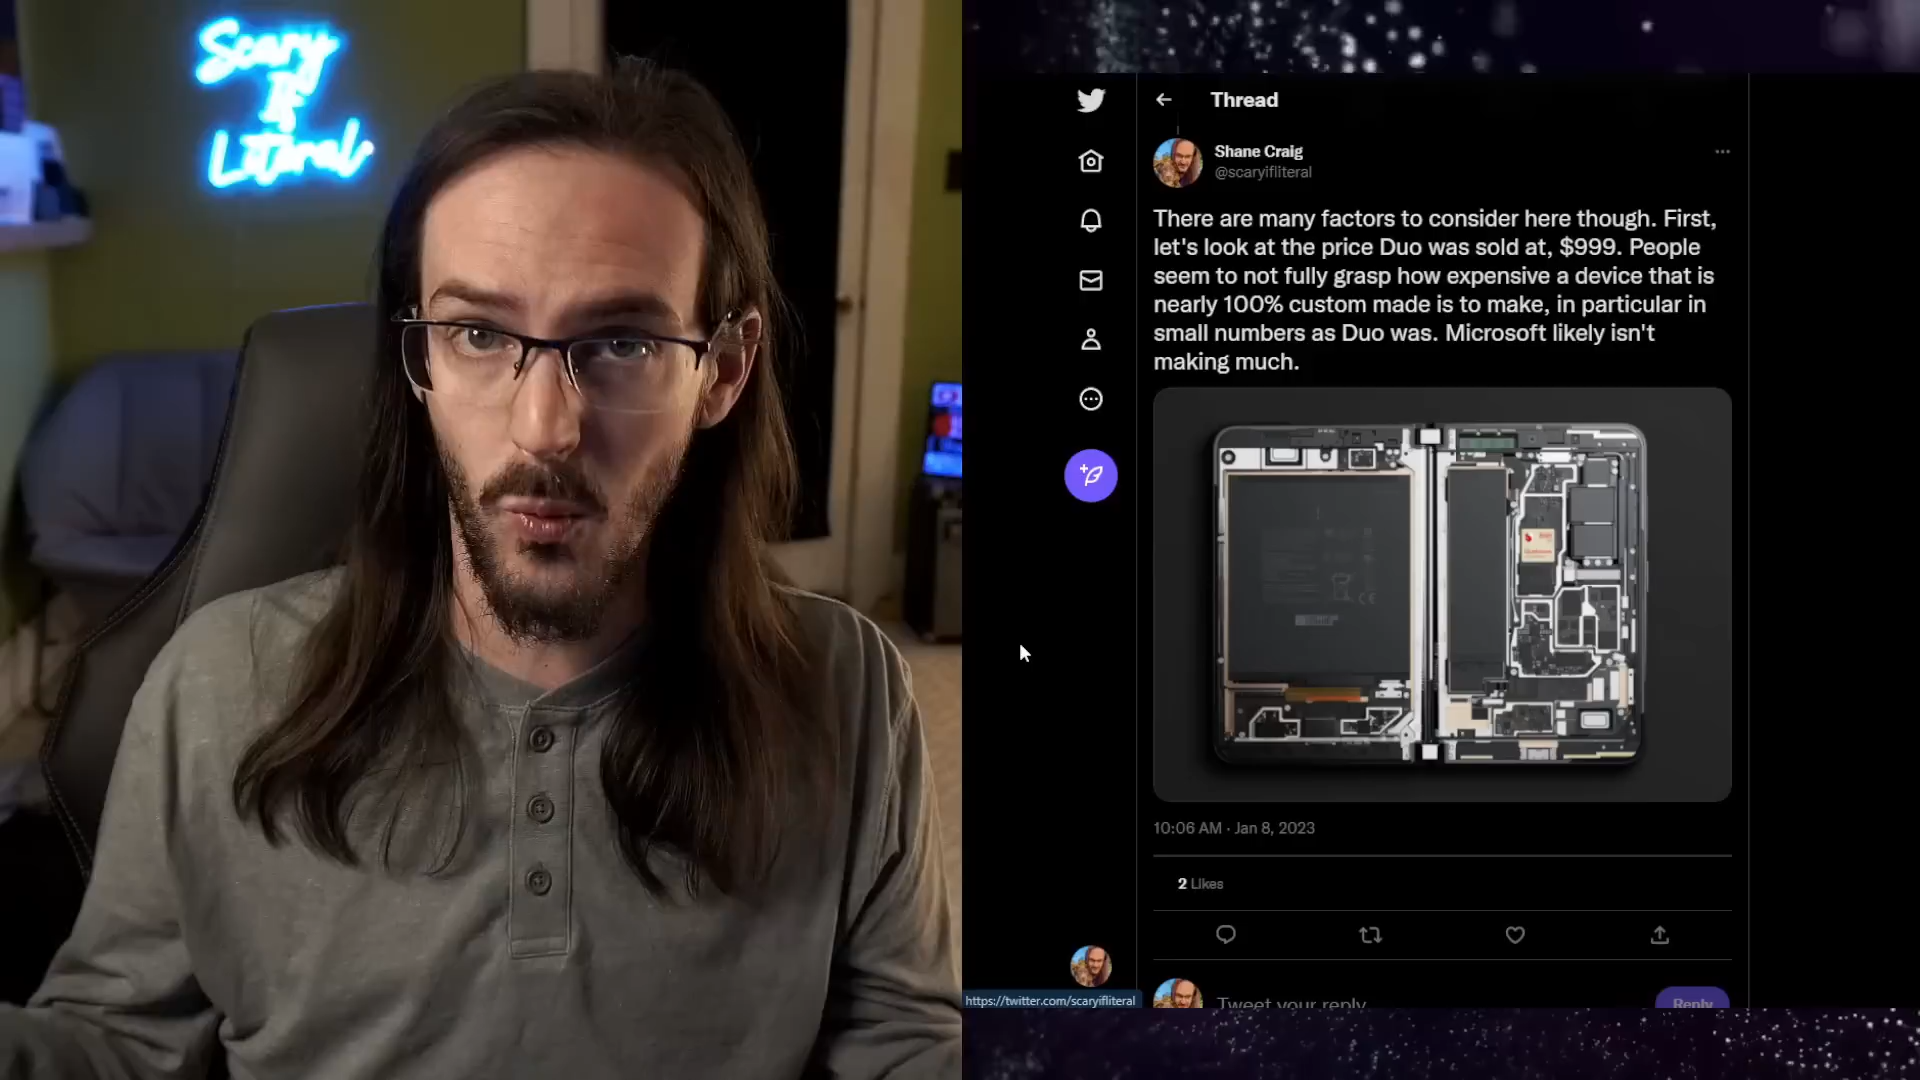 Scary
If
Literal
Thread
Shane Craig
@scaryifliteral
There are many factors to consider here though. First,
let's look at the price Duo was sold at, $999. People
seem to not fully grasp how expensive a device that is
nearly 100% custom made is to make, in particular in
small numbers as Duo was. Microsoft likely isn't
making much.
10:06 AM · Jan 8, 2023
2 Likes
https://twitter.com/scaryifliteral
Tweet your reply
Reply